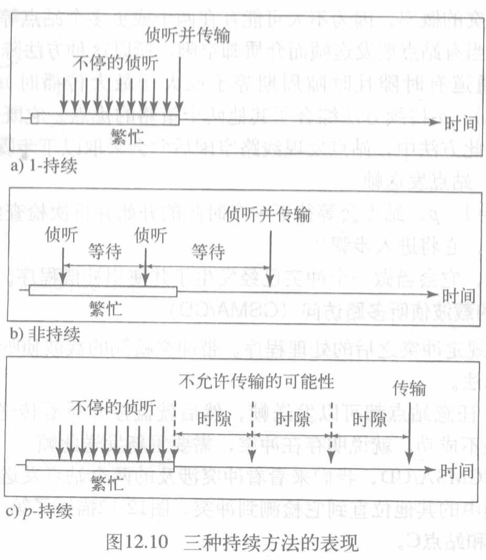 侦听并传输
不停的侦听
时间
繁忙
a) 1-持续
侦听并传输
侦听 等待 侦听 等待
时间
繁忙
b) 非持续
不允许传输的可能性 传输
不停的侦听 时隙 时隙 时隙
时间
繁忙
c) p-持续
图12.10 三种持续方法的表现